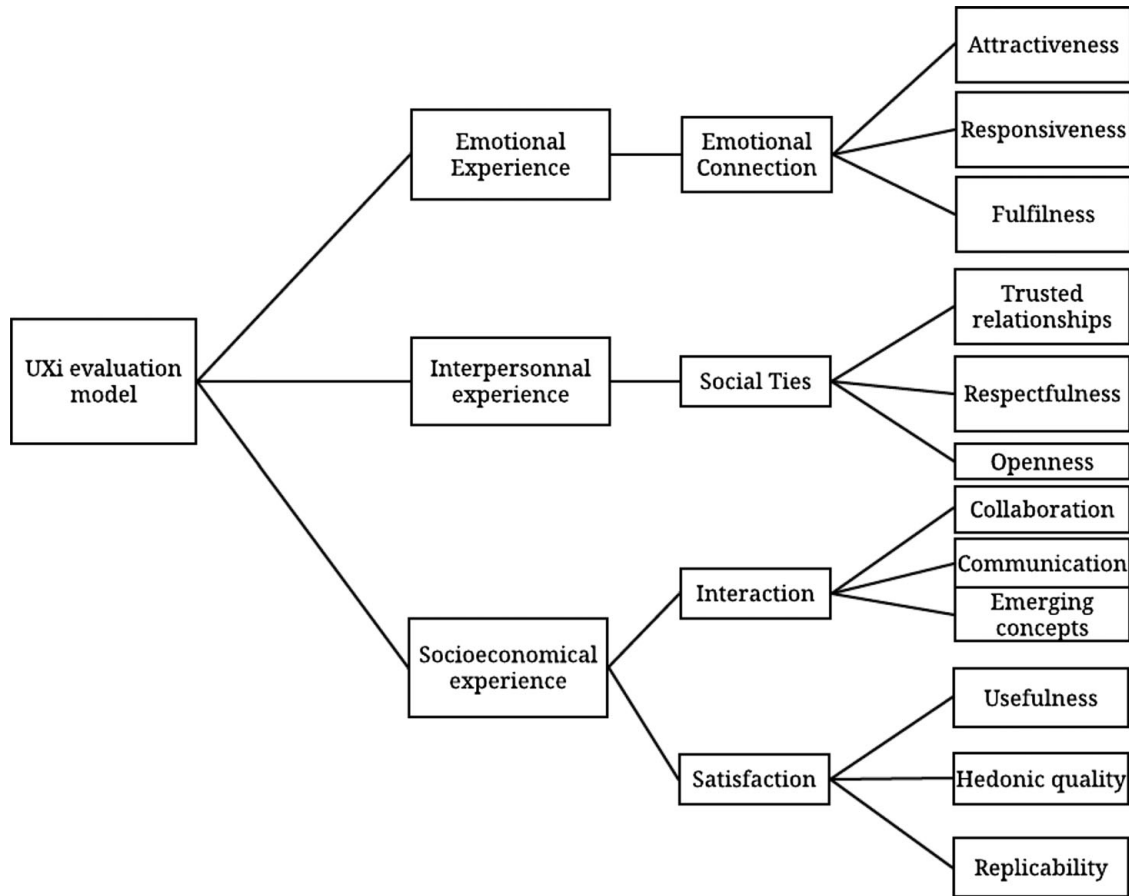 Attractiveness
Emotional
Experience
Emotional
Connection
Responsiveness
Fulfilness
UXi evaluation
model
Interpersonnal
experience
Social Ties
Trusted
relationships
Respectfulness
Openness
Collaboration
Interaction
Communication
Emerging
concepts
Socioeconomical
experience
Usefulness
Satisfaction
Hedonic quality
Replicability